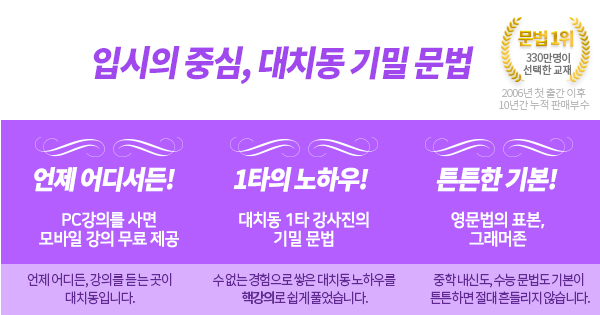 입시의 중심, 대치동 기밀 문법
문법 1위
330만명이
선택한 교재
2006년 첫 출간 이후
10년간 누적 판매부수
언제 어디서든!
PC강의를 사면
모바일 강의 무료 제공
언제 어디든, 강의를 듣는 곳이
대치동입니다.
1타의 노하우!
대치동 1타 강사진의
기밀 문법
수 없는 경험으로 쌓은 대치동 노하우를
핵강의로 쉽게 풀었습니다.
튼튼한 기본!
영문법의 표본,
그래머존
중학 내신도, 수능 문법도 기본이
튼튼하면 절대 흔들리지 않습니다.